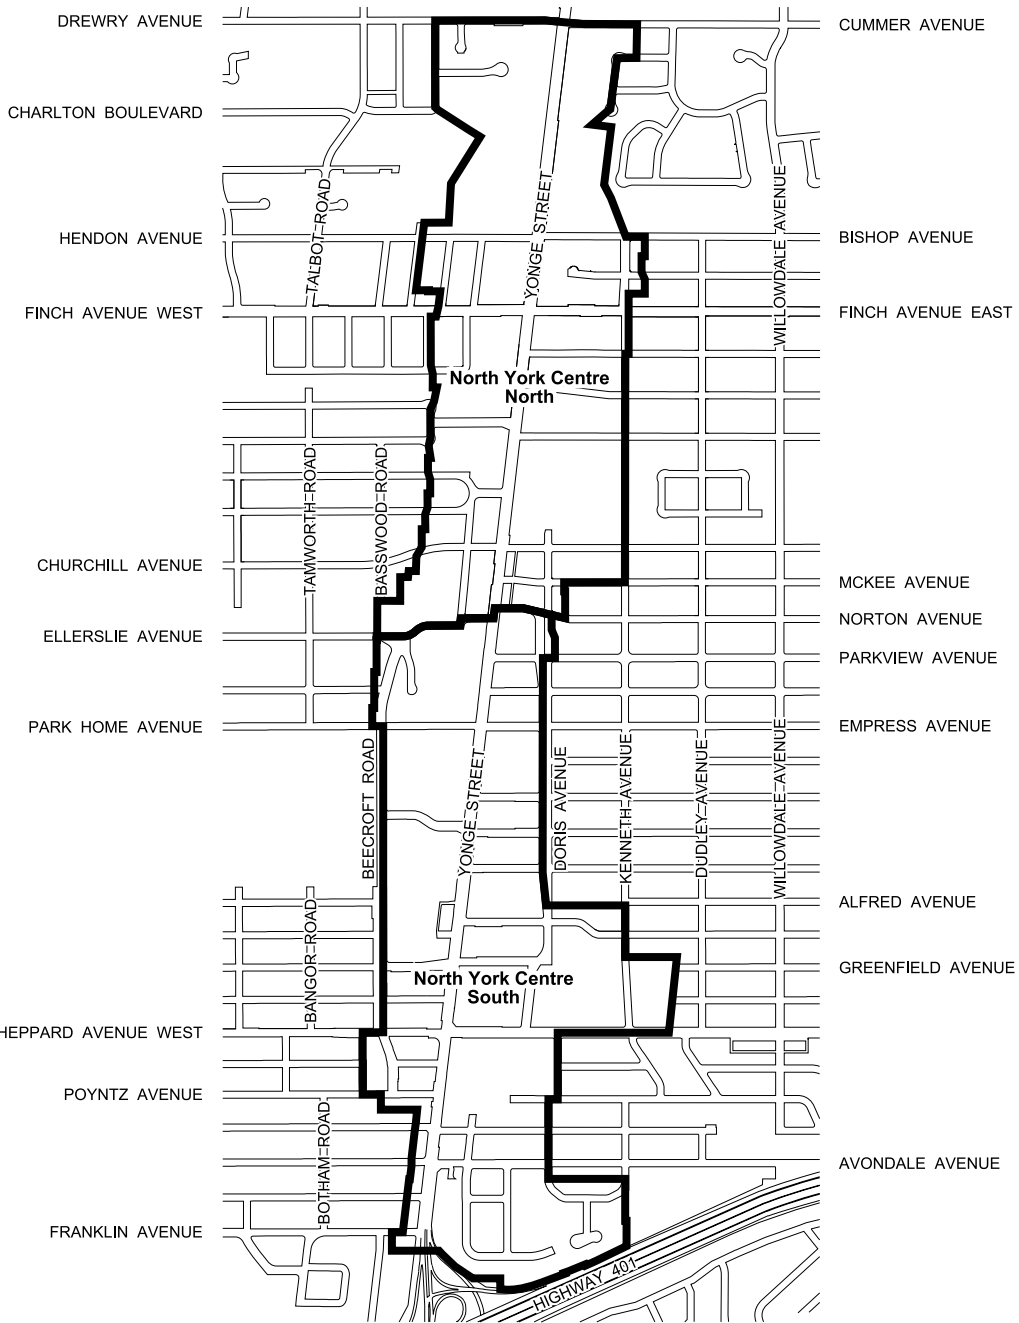 DREWRY AVENUE
CUMMER AVENUE
CHARLTON BOULEVARD
TALBOT ROAD
YONGE STREET
WILLOWDALE AVENUE
HENDON AVENUE
BISHOP AVENUE
FINCH AVENUE WEST
FINCH AVENUE EAST
North York Centre
North
TAMWORTH ROAD
BASSWOOD ROAD
CHURCHILL AVENUE
MCKEE AVENUE
NORTON AVENUE
ELLERSLIE AVENUE
PARKVIEW AVENUE
PARK HOME AVENUE
EMPRESS AVENUE
BEECROFT ROAD
YONGE STREET
DORIS AVENUE
KENNETH AVENUE
DUDLEY AVENUE
WILLOWDALE AVENUE
ALFRED AVENUE
BANGOR ROAD
GREENFIELD AVENUE
North York Centre
South
HEPPARD AVENUE WEST
POYNTZ AVENUE
BOTHAM ROAD
AVONDALE AVENUE
FRANKLIN AVENUE
HIGHWAY 401